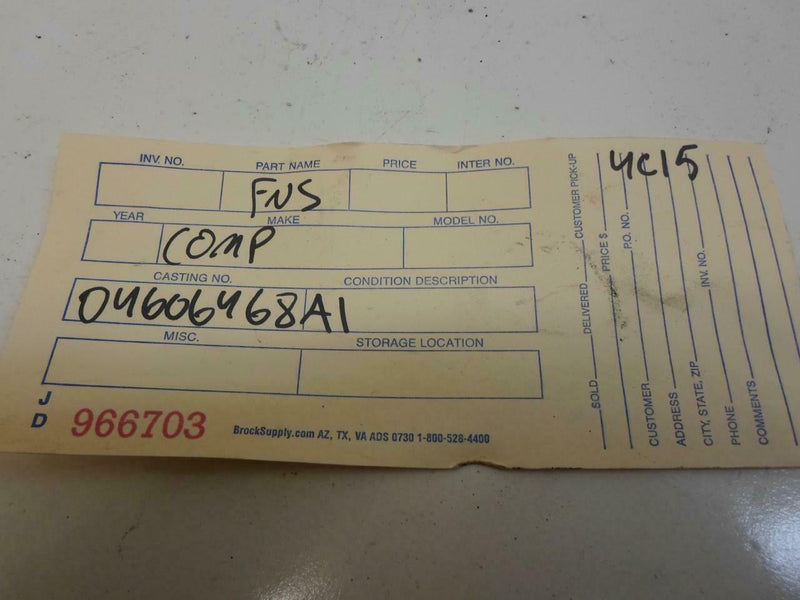 INV. NO. PART NAME PRICE INTER NO.
FNS
YEAR MAKE MODEL NO.
COMP
CASTING NO. CONDITION DESCRIPTION
04606468A1
MISC. STORAGE LOCATION
J
D 966703 BrockSupply.com AZ, TX, VA ADS 0730 1-800-528-4400
4C15
SOLD DELIVERED CUSTOMER PICK-UP
PRICE $
P.O. NO.
CUSTOMER
ADDRESS
CITY, STATE, ZIP INV. NO.
PHONE
COMMENTS